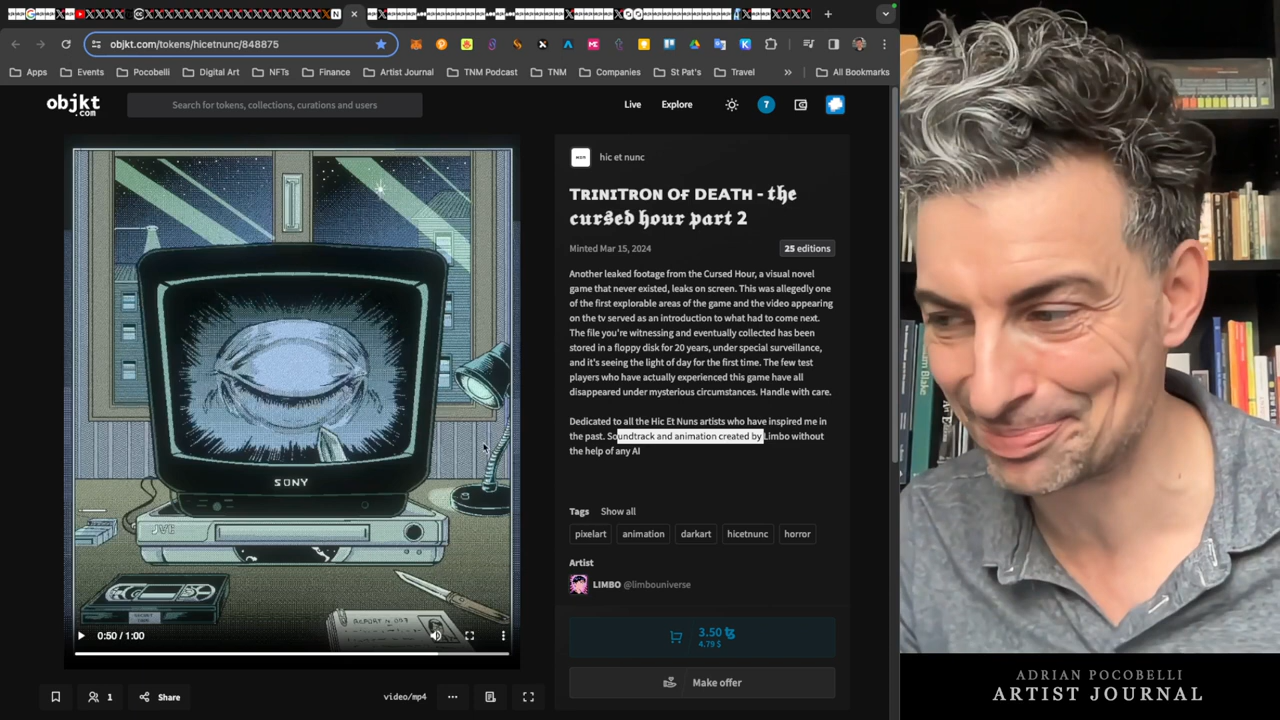 objkt.com/tokens/hicetnunc/848875
Apps
Events
Pocobelli
Digital Art
NFTs
Finance
Artist Journal
TNM Podcast
TNM
Companies
St Pat's
Travel
»
All Bookmarks
objkt
.com
Search for tokens, collections, curations and users
Live
Explore
7
hic et nunc
TRINITRON OF DEATH - the
cursed hour part 2
Minted Mar 15, 2024
25 editions
Another leaked footage from the Cursed Hour, a visual novel
game that never existed, leaks on screen. This was allegedly one
of the first explorable areas of the game and the video appearing
on the tv served as an introduction to what had to come next.
The file you're witnessing and eventually collected has been
stored in a floppy disk for 20 years, under special surveillance,
and it's seeing the light of day for the first time. The few test
players who have actually experienced this game have all
disappeared under mysterious circumstances. Handle with care.
Dedicated to all the Hic Et Nuns artists who have inspired me in
the past. Soundtrack and animation created by Limbo without
the help of any AI
Tags
Show all
pixelart
animation
darkart
hicetnunc
horror
Artist
LIMBO @limbouniverse
3.50
4.79 $
Make offer
SONY
JVE
REPORT N.007
0:50 / 1:00
1
Share
video/mp4
ADRIAN POCOBELLI
ARTIST JOURNAL